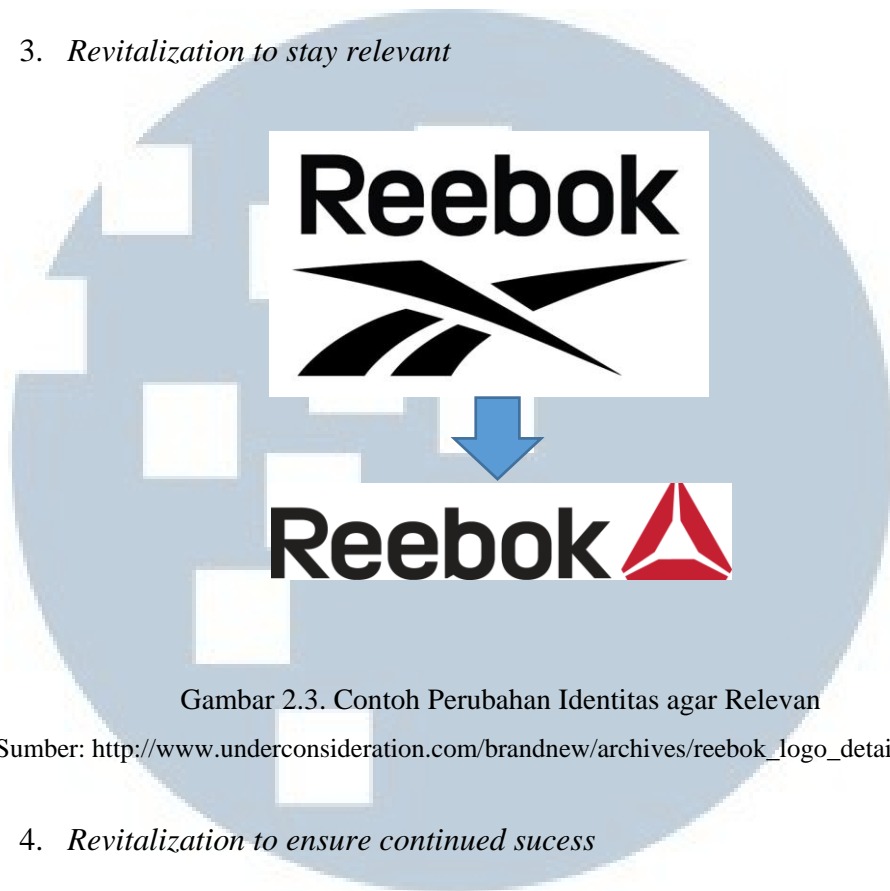 3. Revitalization to stay relevant
Reebok
Reebok
Gambar 2.3. Contoh Perubahan Identitas agar Relevan
Sumber: http://www.underconsideration.com/brandnew/archives/reebok_logo_detai
4. Revitalization to ensure continued sucess